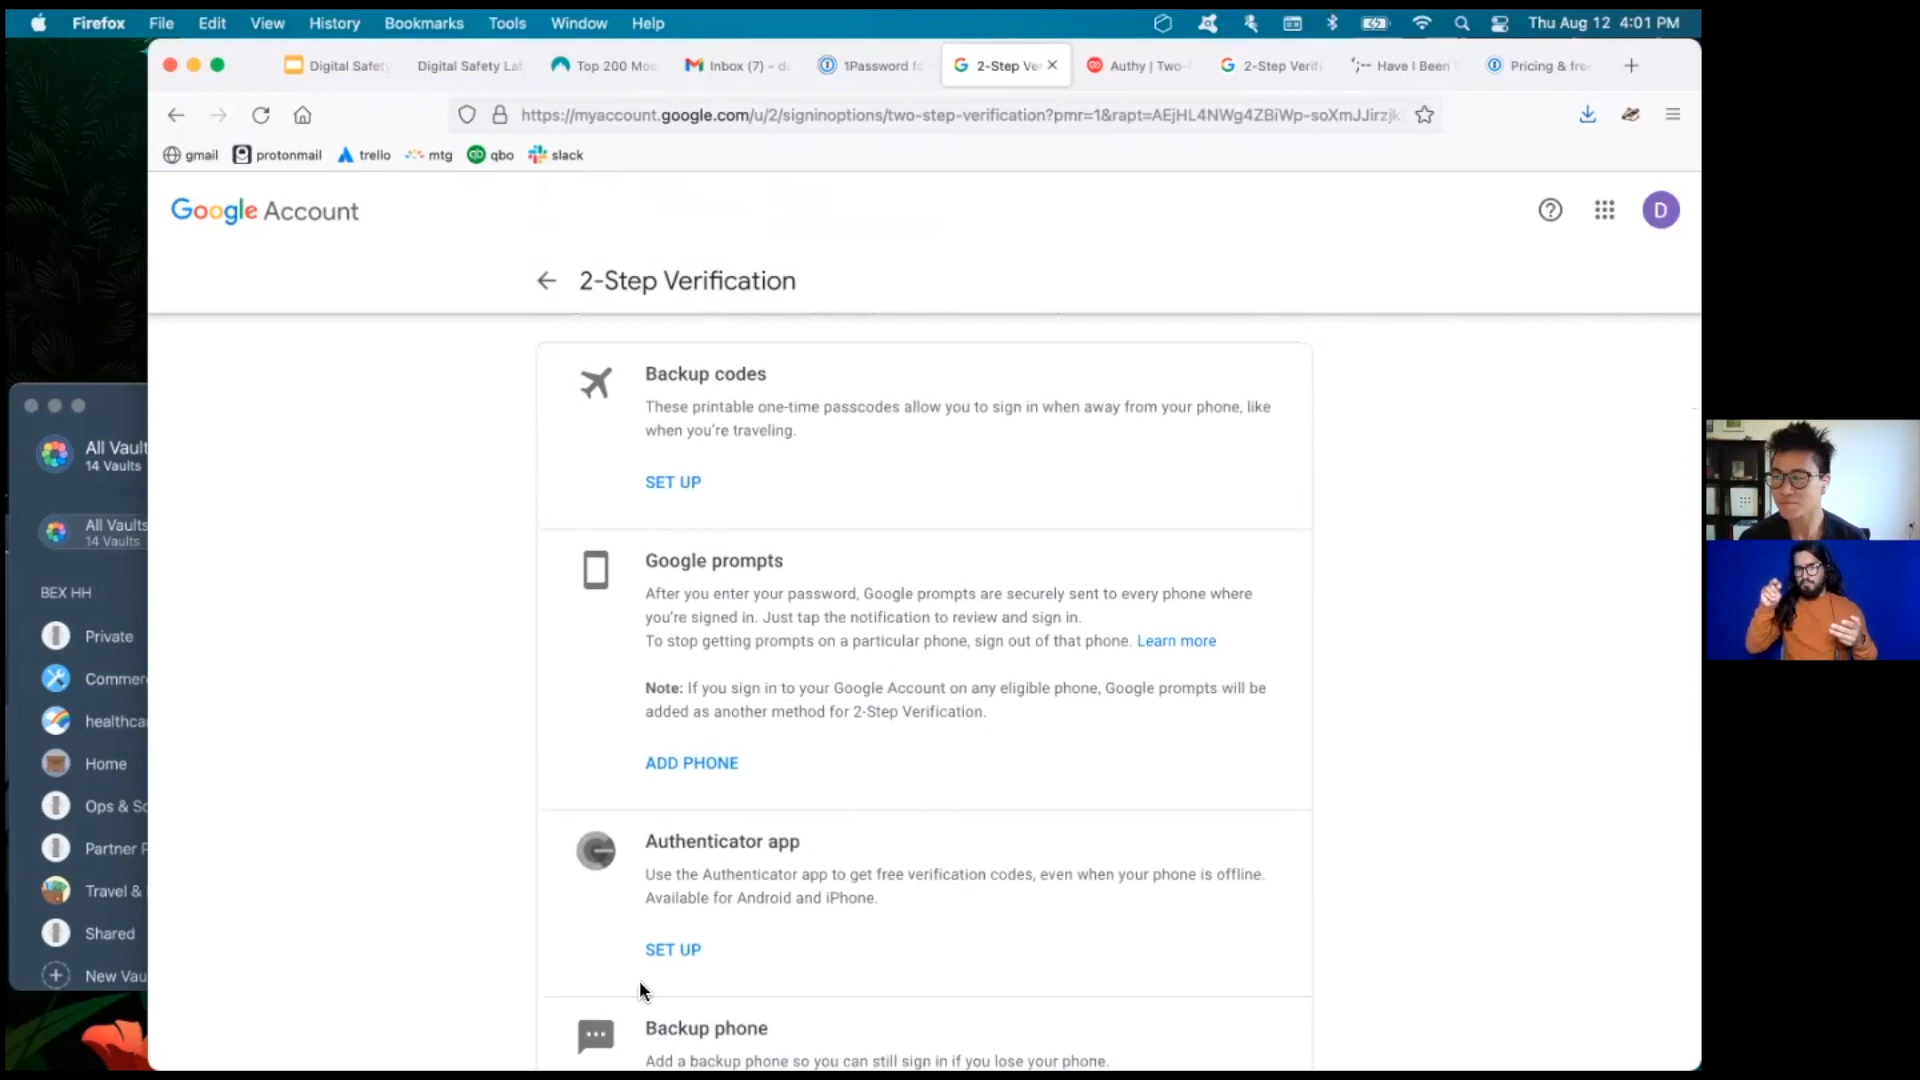 Firefox File Edit View History Bookmarks Tools Window Help Thu Aug 12 4:01 PM
Digital Safety Digital Safety La Top 200 Mos Inbox (7) - d 1Password fo 2-Step Ver Authy | Two- 2-Step Verifi Have I Been Pricing & free
https://myaccount.google.com/u/2/signinoptions/two-step-verification?pmr=1&rapt=AEjHL4NWg4ZBiWp-soXmJJirzjk
gmail protonmail trello mtg qbo slack
Google Account
D
2-Step Verification
Backup codes
These printable one-time passcodes allow you to sign in when away from your phone, like
when you're traveling.
SET UP
Google prompts
After you enter your password, Google prompts are securely sent to every phone where
you're signed in. Just tap the notification to review and sign in.
To stop getting prompts on a particular phone, sign out of that phone. Learn more
Note: If you sign in to your Google Account on any eligible phone, Google prompts will be
added as another method for 2-Step Verification.
ADD PHONE
Authenticator app
Use the Authenticator app to get free verification codes, even when your phone is offline.
Available for Android and iPhone.
SET UP
Backup phone
Add a backup phone so you can still sign in if you lose your phone.
All Vault
14 Vaults
All Vaults
14 Vaults
BEX HH
Private
Commer
healthca
Home
Ops & Sc
Partner P
Travel &
Shared
New Vau